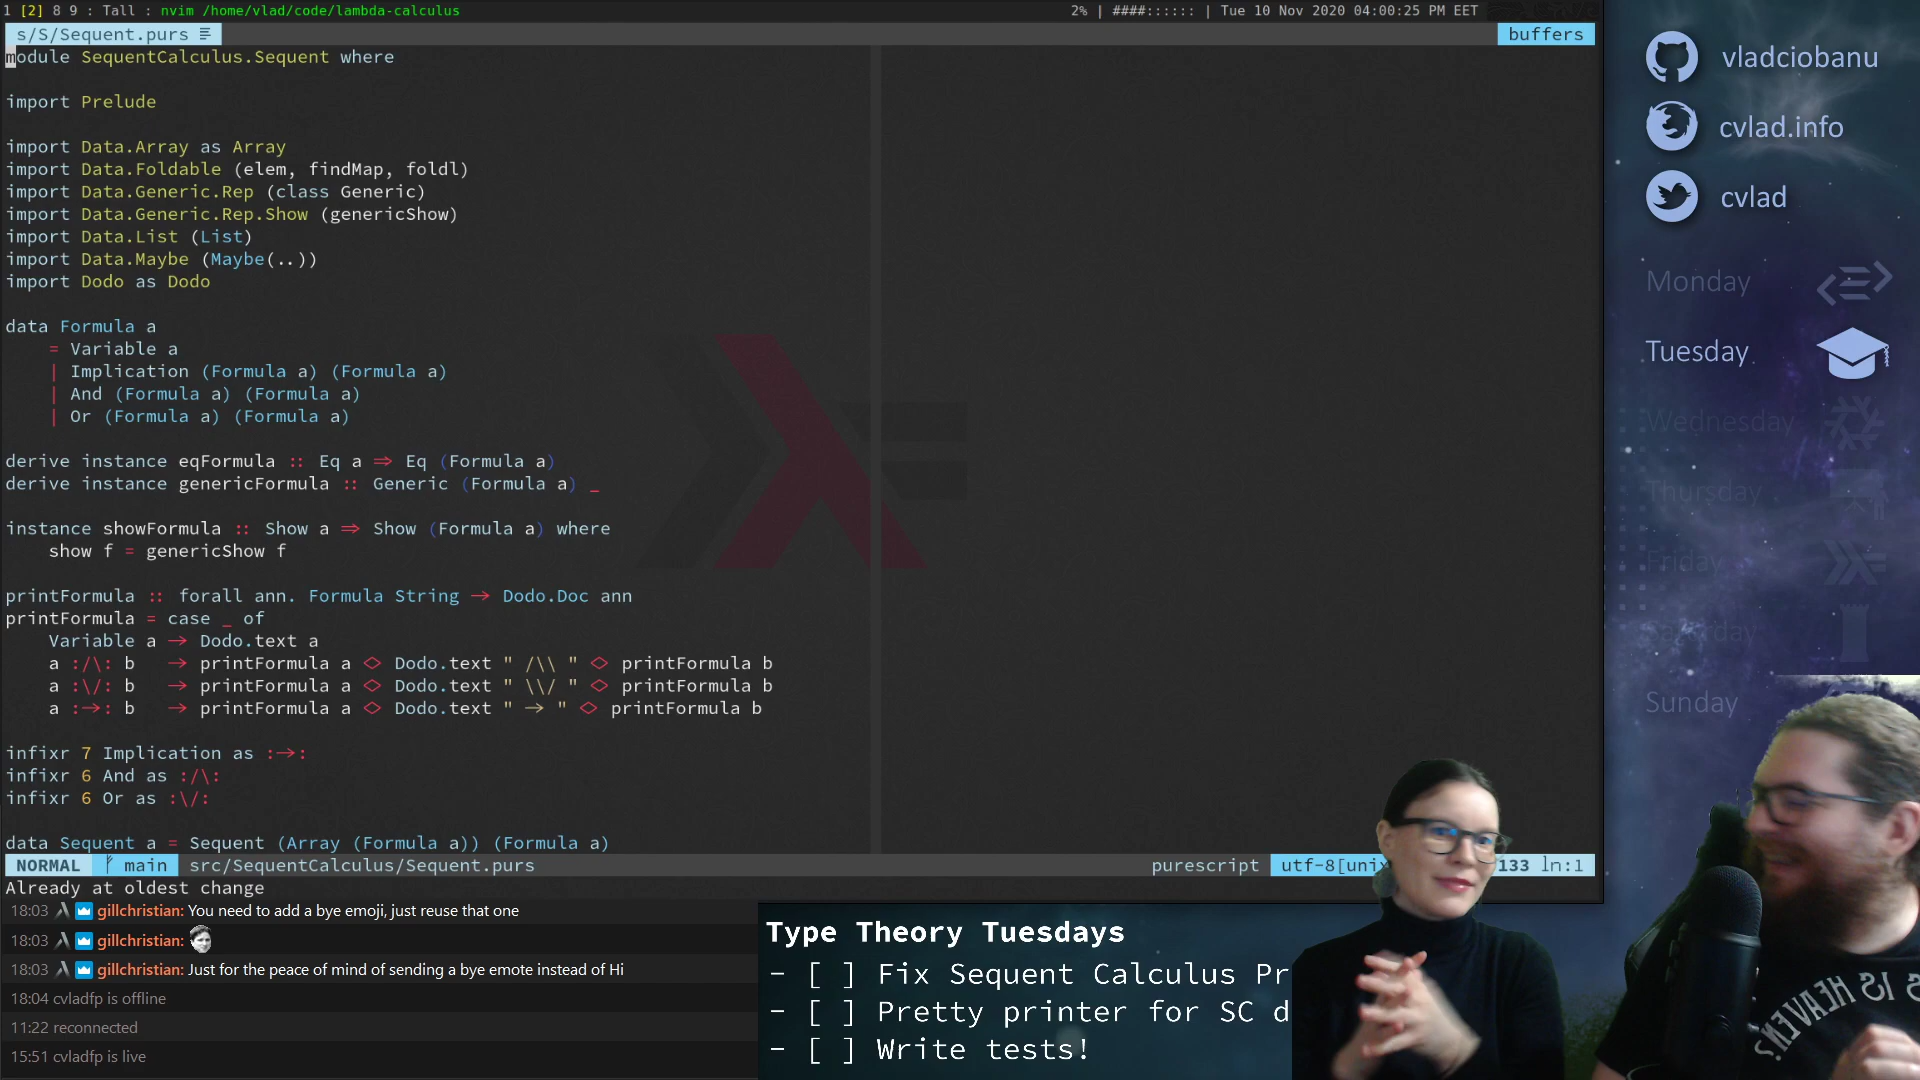 1 [2] 8 9 : Tall : nvim /home/vlad/code/lambda-calculus
2% | ####:::::: | Tue 10 Nov 2020 04:00:25 PM EET
s/S/Sequent.purs
buffers
module SequentCalculus.Sequent where
import Prelude
import Data.Array as Array
import Data.Foldable (elem, findMap, foldl)
import Data.Generic.Rep (class Generic)
import Data.Generic.Rep.Show (genericShow)
import Data.List (List)
import Data.Maybe (Maybe(..))
import Dodo as Dodo
data Formula a
= Variable a
| Implication (Formula a) (Formula a)
| And (Formula a) (Formula a)
| Or (Formula a) (Formula a)
derive instance eqFormula :: Eq a => Eq (Formula a)
derive instance genericFormula :: Generic (Formula a) _
instance showFormula :: Show a => Show (Formula a) where
show f = genericShow f
printFormula :: forall ann. Formula String -> Dodo.Doc ann
printFormula = case _ of
Variable a -> Dodo.text a
a :/\: b -> printFormula a <> Dodo.text " /\\ " <> printFormula b
a :\/: b -> printFormula a <> Dodo.text " \\/ " <> printFormula b
a :->: b -> printFormula a <> Dodo.text " -> " <> printFormula b
infixr 7 Implication as :->:
infixr 6 And as :/\:
infixr 6 Or as :\/:
data Sequent a = Sequent (Array (Formula a)) (Formula a)
NORMAL main src/SequentCalculus/Sequent.purs
purescript utf-8[unix 133 ln:1
Already at oldest change
18:03 gillchristian: You need to add a bye emoji, just reuse that one
18:03 gillchristian:
18:03 gillchristian: Just for the peace of mind of sending a bye emote instead of Hi
18:04 cvladfp is offline
11:22 reconnected
15:51 cvladfp is live
Type Theory Tuesdays
- [ ] Fix Sequent Calculus Pr
- [ ] Pretty printer for SC d
- [ ] Write tests!
vladciobanu
cvlad.info
cvlad
Monday
Tuesday
Wednesday
Thursday
Friday
Saturday
Sunday
IS HEAVEN?